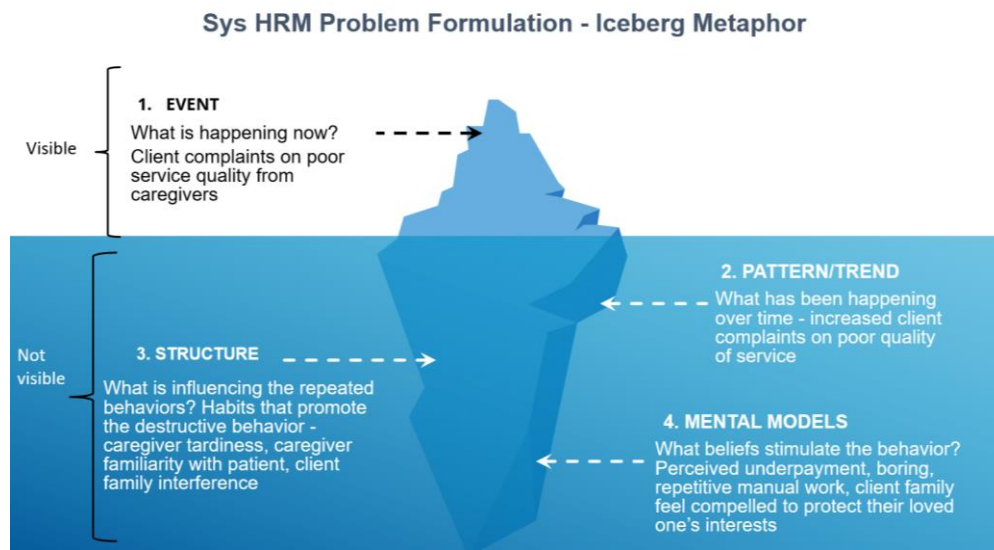 Sys HRM Problem Formulation - Iceberg Metaphor
Visible
1. EVENT
What is happening now?
Client complaints on poor
service quality from
caregivers
2. PATTERN/TREND
What has been happening
over time - increased client
complaints on poor quality
of service
Not
visible
3. STRUCTURE
What is influencing the repeated
behaviors? Habits that promote
the destructive behavior -
caregiver tardiness, caregiver
familiarity with patient, client
family interference
4. MENTAL MODELS
What beliefs stimulate the behavior?
Perceived underpayment, boring,
repetitive manual work, client family
feel compelled to protect their loved
one's interests